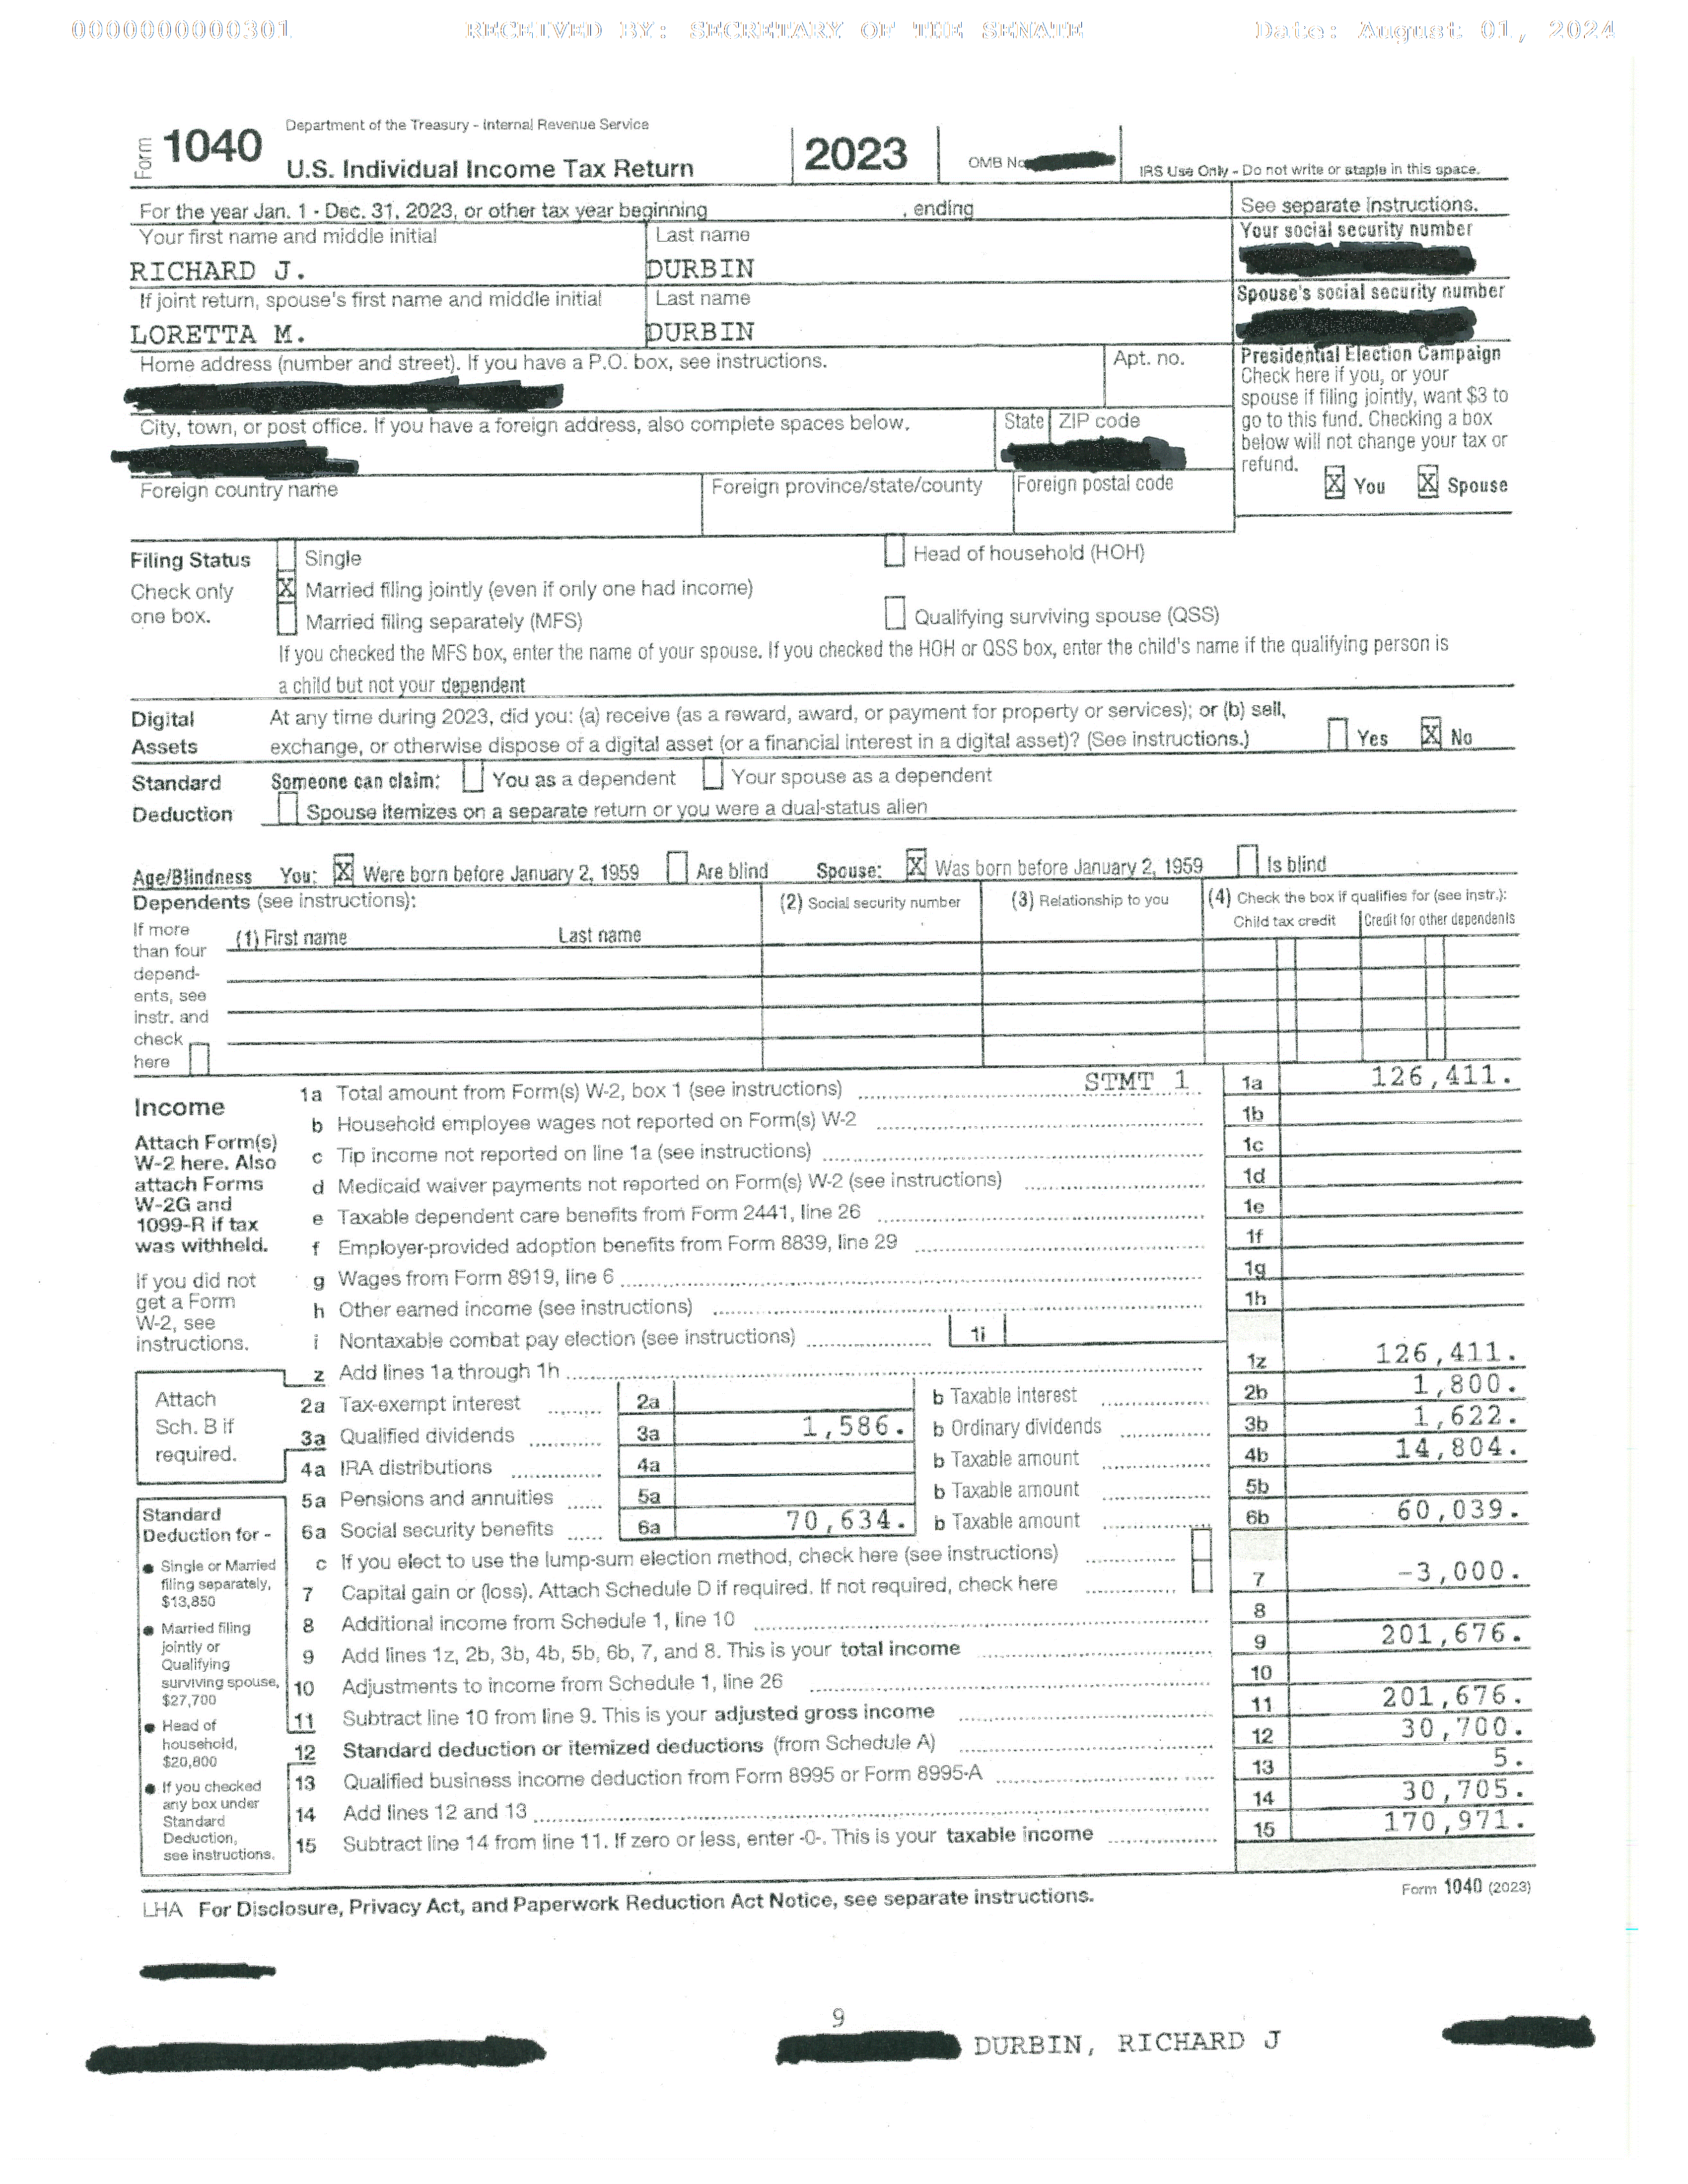 0000000000301 RECEIVED BY: SECRETARY OF THE SENATE Date: August 01, 2024
Form 1040 Department of the Treasury - Internal Revenue Service
U.S. Individual Income Tax Return 2023 OMB No. IRS Use Only - Do not write or staple in this space.
For the year Jan. 1 - Dec. 31, 2023, or other tax year beginning , ending See separate instructions.
Your first name and middle initial Last name Your social security number
RICHARD J. DURBIN
If joint return, spouse's first name and middle initial Last name Spouse's social security number
LORETTA M. DURBIN
Home address (number and street). If you have a P.O. box, see instructions. Apt. no.
City, town, or post office. If you have a foreign address, also complete spaces below. State ZIP code
Foreign country name Foreign province/state/county Foreign postal code
Presidential Election Campaign
Check here if you, or your
spouse if filing jointly, want $3 to
go to this fund. Checking a box
below will not change your tax or
refund.
X You X Spouse
Filing Status Single Head of household (HOH)
Check only X Married filing jointly (even if only one had income)
one box. Married filing separately (MFS) Qualifying surviving spouse (QSS)
If you checked the MFS box, enter the name of your spouse. If you checked the HOH or QSS box, enter the child's name if the qualifying person is
a child but not your dependent
Digital At any time during 2023, did you: (a) receive (as a reward, award, or payment for property or services); or (b) sell,
Assets exchange, or otherwise dispose of a digital asset (or a financial interest in a digital asset)? (See instructions.) Yes X No
Standard Someone can claim: You as a dependent Your spouse as a dependent
Deduction Spouse itemizes on a separate return or you were a dual-status alien
Age/Blindness You: X Were born before January 2, 1959 Are blind Spouse: X Was born before January 2, 1959 Is blind
Dependents (see instructions): (2) Social security number (3) Relationship to you (4) Check the box if qualifies for (see instr.):
(1) First name Last name Child tax credit Credit for other dependents
If more
than four
depend-
ents, see
instr. and
check
here
Income
Attach Form(s)
W-2 here. Also
attach Forms
W-2G and
1099-R if tax
was withheld.
If you did not
get a Form
W-2, see
instructions.
1a Total amount from Form(s) W-2, box 1 (see instructions) STMT 1 1a 126,411.
b Household employee wages not reported on Form(s) W-2 1b
c Tip income not reported on line 1a (see instructions) 1c
d Medicaid waiver payments not reported on Form(s) W-2 (see instructions) 1d
e Taxable dependent care benefits from Form 2441, line 26 1e
f Employer-provided adoption benefits from Form 8839, line 29 1f
g Wages from Form 8919, line 6 1g
h Other earned income (see instructions) 1h
i Nontaxable combat pay election (see instructions) 1i
z Add lines 1a through 1h 1z 126,411.
Attach
Sch. B if
required.
2a Tax-exempt interest 2a b Taxable interest 2b 1,800.
3a Qualified dividends 3a 1,586. b Ordinary dividends 3b 1,622.
4a IRA distributions 4a b Taxable amount 4b 14,804.
5a Pensions and annuities 5a b Taxable amount 5b
6a Social security benefits 6a 70,634. b Taxable amount 6b 60,039.
c If you elect to use the lump-sum election method, check here (see instructions)
7 Capital gain or (loss). Attach Schedule D if required. If not required, check here 7 -3,000.
8 Additional income from Schedule 1, line 10 8
9 Add lines 1z, 2b, 3b, 4b, 5b, 6b, 7, and 8. This is your total income 9 201,676.
10 Adjustments to income from Schedule 1, line 26 10
11 Subtract line 10 from line 9. This is your adjusted gross income 11 201,676.
12 Standard deduction or itemized deductions (from Schedule A) 12 30,700.
13 Qualified business income deduction from Form 8995 or Form 8995-A 13 5.
14 Add lines 12 and 13 14 30,705.
15 Subtract line 14 from line 11. If zero or less, enter -0-. This is your taxable income 15 170,971.
Standard
Deduction for -
● Single or Married
filing separately,
$13,850
● Married filing
jointly or
Qualifying
surviving spouse,
$27,700
● Head of
household,
$20,800
● If you checked
any box under
Standard
Deduction,
see instructions.
LHA For Disclosure, Privacy Act, and Paperwork Reduction Act Notice, see separate instructions. Form 1040 (2023)
9
DURBIN, RICHARD J